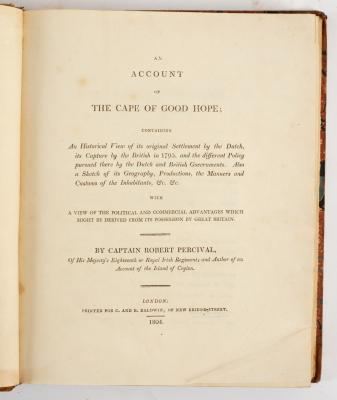 AN
ACCOUNT
OF
THE CAPE OF GOOD HOPE;
CONTAINING
An Historical View of its original Settlement by the Dutch,
its Capture by the British in 1795, and the different Policy
pursued there by the Dutch and British Governments. Also
a Sketch of its Geography, Productions, the Manners and
Customs of the Inhabitants, &c. &c.
WITH
A VIEW OF THE POLITICAL AND COMMERCIAL ADVANTAGES WHICH
MIGHT BE DERIVED FROM ITS POSSESSION BY GREAT BRITAIN.
BY CAPTAIN ROBERT PERCIVAL,
Of His Majesty's Eighteenth or Royal Irish Regiment; and Author of an
Account of the Island of Ceylon.
LONDON:
PRINTED FOR C. AND R. BALDWIN, OF NEW BRIDGE-STREET.
1804.